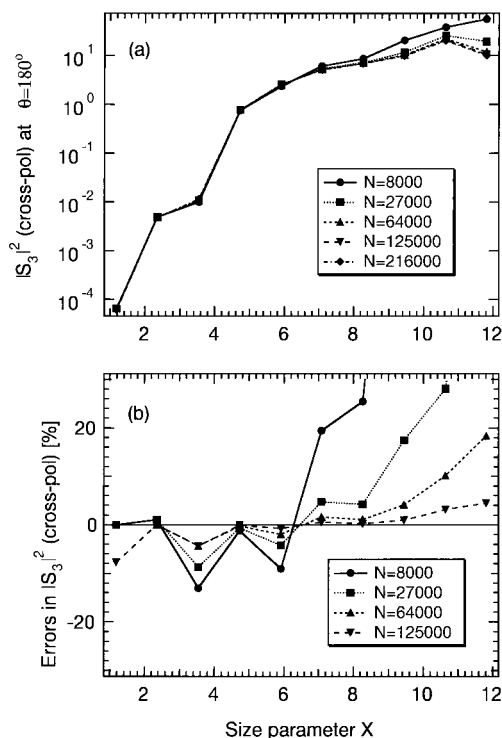 (a)
|S₃|² (cross-pol) at θ=180°
10¹
10⁰
10⁻¹
10⁻²
10⁻³
10⁻⁴
N=8000
N=27000
N=64000
N=125000
N=216000
2 4 6 8 10 12
(b)
Errors in |S₃|² (cross-pol) [%]
20
0
-20
N=8000
N=27000
N=64000
N=125000
2 4 6 8 10 12
Size parameter X